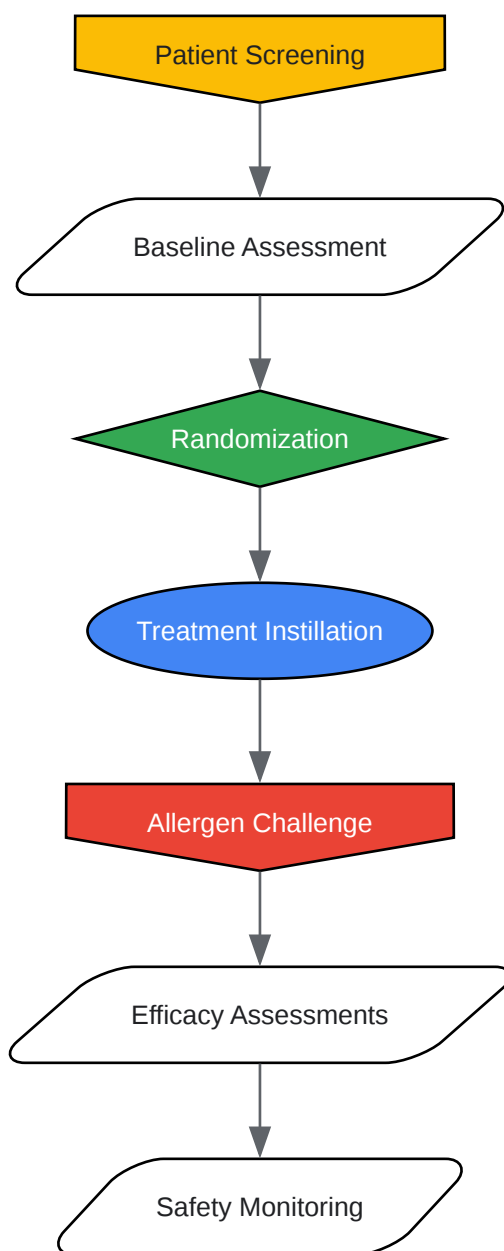 Patient Screening
Baseline Assessment
Randomization
Treatment Instillation
Allergen Challenge
Efficacy Assessments
Safety Monitoring